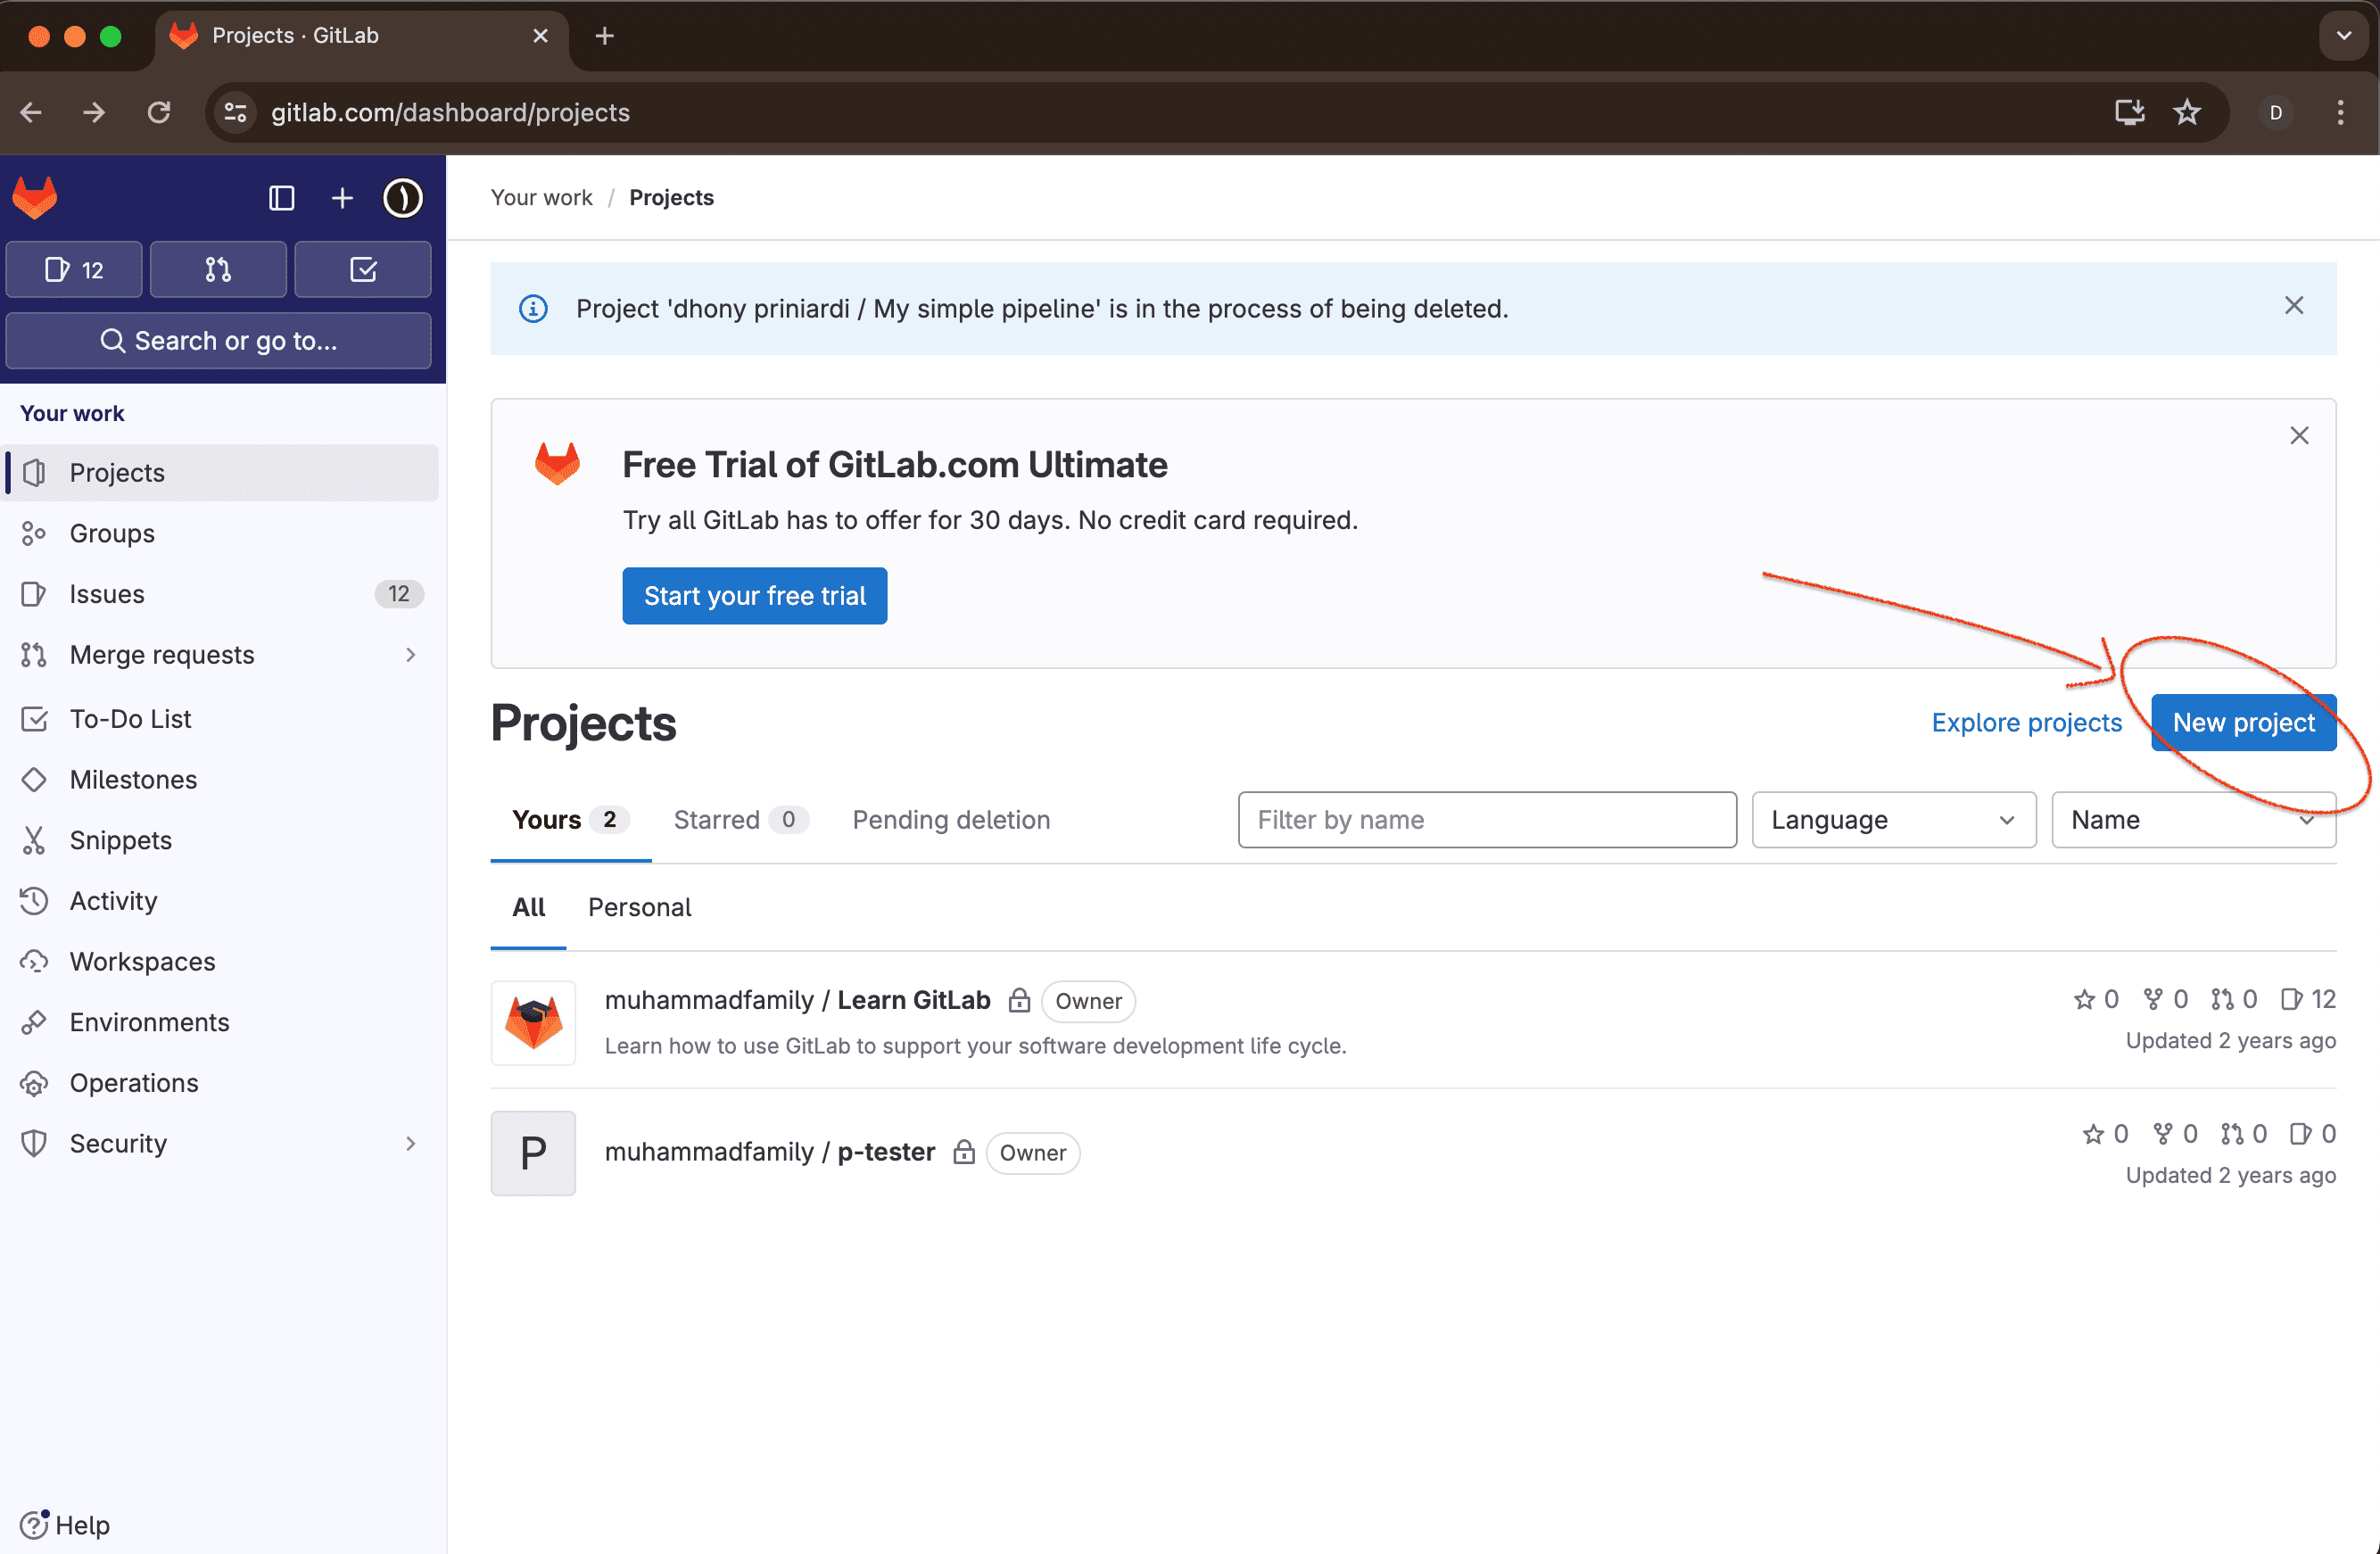 Projects · GitLab
gitlab.com/dashboard/projects
D
12
Search or go to...
Your work
Projects
Groups
Issues 12
Merge requests
To-Do List
Milestones
Snippets
Activity
Workspaces
Environments
Operations
Security
Help
Your work / Projects
Project 'dhony priniardi / My simple pipeline' is in the process of being deleted.
Free Trial of GitLab.com Ultimate
Try all GitLab has to offer for 30 days. No credit card required.
Start your free trial
Projects
Explore projects New project
Yours 2 Starred 0 Pending deletion Filter by name Language Name
All Personal
muhammadfamily / Learn GitLab Owner 0 0 0 12
Learn how to use GitLab to support your software development life cycle. Updated 2 years ago
P muhammadfamily / p-tester Owner 0 0 0 0
Updated 2 years ago